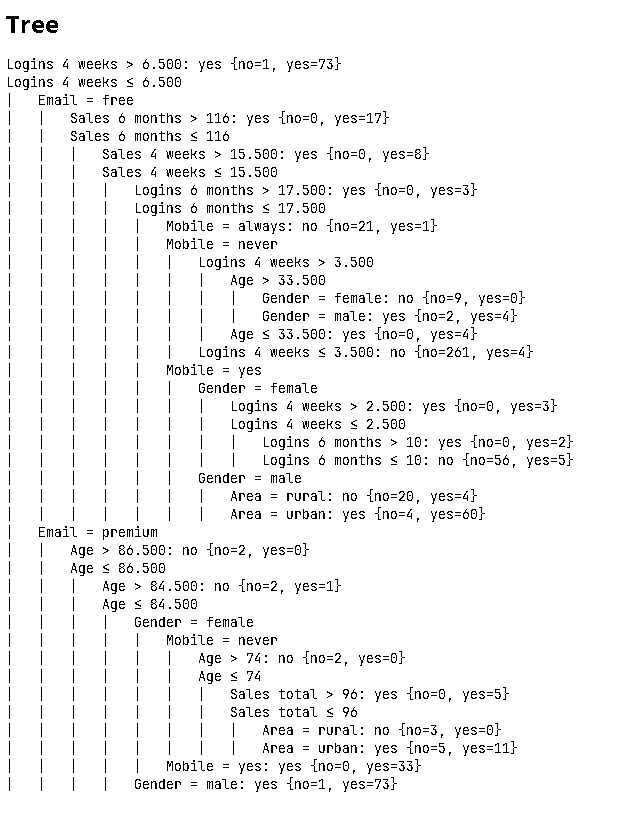 Tree
Logins 4 weeks > 6.500: yes {no=1, yes=73}
Logins 4 weeks ≤ 6.500
|   Email = free
|   |   Sales 6 months > 116: yes {no=0, yes=17}
|   |   Sales 6 months ≤ 116
|   |   |   Sales 4 weeks > 15.500: yes {no=0, yes=8}
|   |   |   Sales 4 weeks ≤ 15.500
|   |   |   |   Logins 6 months > 17.500: yes {no=0, yes=3}
|   |   |   |   Logins 6 months ≤ 17.500
|   |   |   |   |   Mobile = always: no {no=21, yes=1}
|   |   |   |   |   Mobile = never
|   |   |   |   |   |   Logins 4 weeks > 3.500
|   |   |   |   |   |   |   Age > 33.500
|   |   |   |   |   |   |   |   Gender = female: no {no=9, yes=0}
|   |   |   |   |   |   |   |   Gender = male: yes {no=2, yes=4}
|   |   |   |   |   |   |   Age ≤ 33.500: yes {no=0, yes=4}
|   |   |   |   |   |   Logins 4 weeks ≤ 3.500: no {no=261, yes=4}
|   |   |   |   |   Mobile = yes
|   |   |   |   |   |   Gender = female
|   |   |   |   |   |   |   Logins 4 weeks > 2.500: yes {no=0, yes=3}
|   |   |   |   |   |   |   Logins 4 weeks ≤ 2.500
|   |   |   |   |   |   |   |   Logins 6 months > 10: yes {no=0, yes=2}
|   |   |   |   |   |   |   |   Logins 6 months ≤ 10: no {no=56, yes=5}
|   |   |   |   |   |   Gender = male
|   |   |   |   |   |   |   Area = rural: no {no=20, yes=4}
|   |   |   |   |   |   |   Area = urban: yes {no=4, yes=60}
|   Email = premium
|   |   Age > 86.500: no {no=2, yes=0}
|   |   Age ≤ 86.500
|   |   |   Age > 84.500: no {no=2, yes=1}
|   |   |   Age ≤ 84.500
|   |   |   |   Gender = female
|   |   |   |   |   Mobile = never
|   |   |   |   |   |   Age > 74: no {no=2, yes=0}
|   |   |   |   |   |   Age ≤ 74
|   |   |   |   |   |   |   Sales total > 96: yes {no=0, yes=5}
|   |   |   |   |   |   |   Sales total ≤ 96
|   |   |   |   |   |   |   |   Area = rural: no {no=3, yes=0}
|   |   |   |   |   |   |   |   Area = urban: yes {no=5, yes=11}
|   |   |   |   |   Mobile = yes: yes {no=0, yes=33}
|   |   |   |   Gender = male: yes {no=1, yes=73}